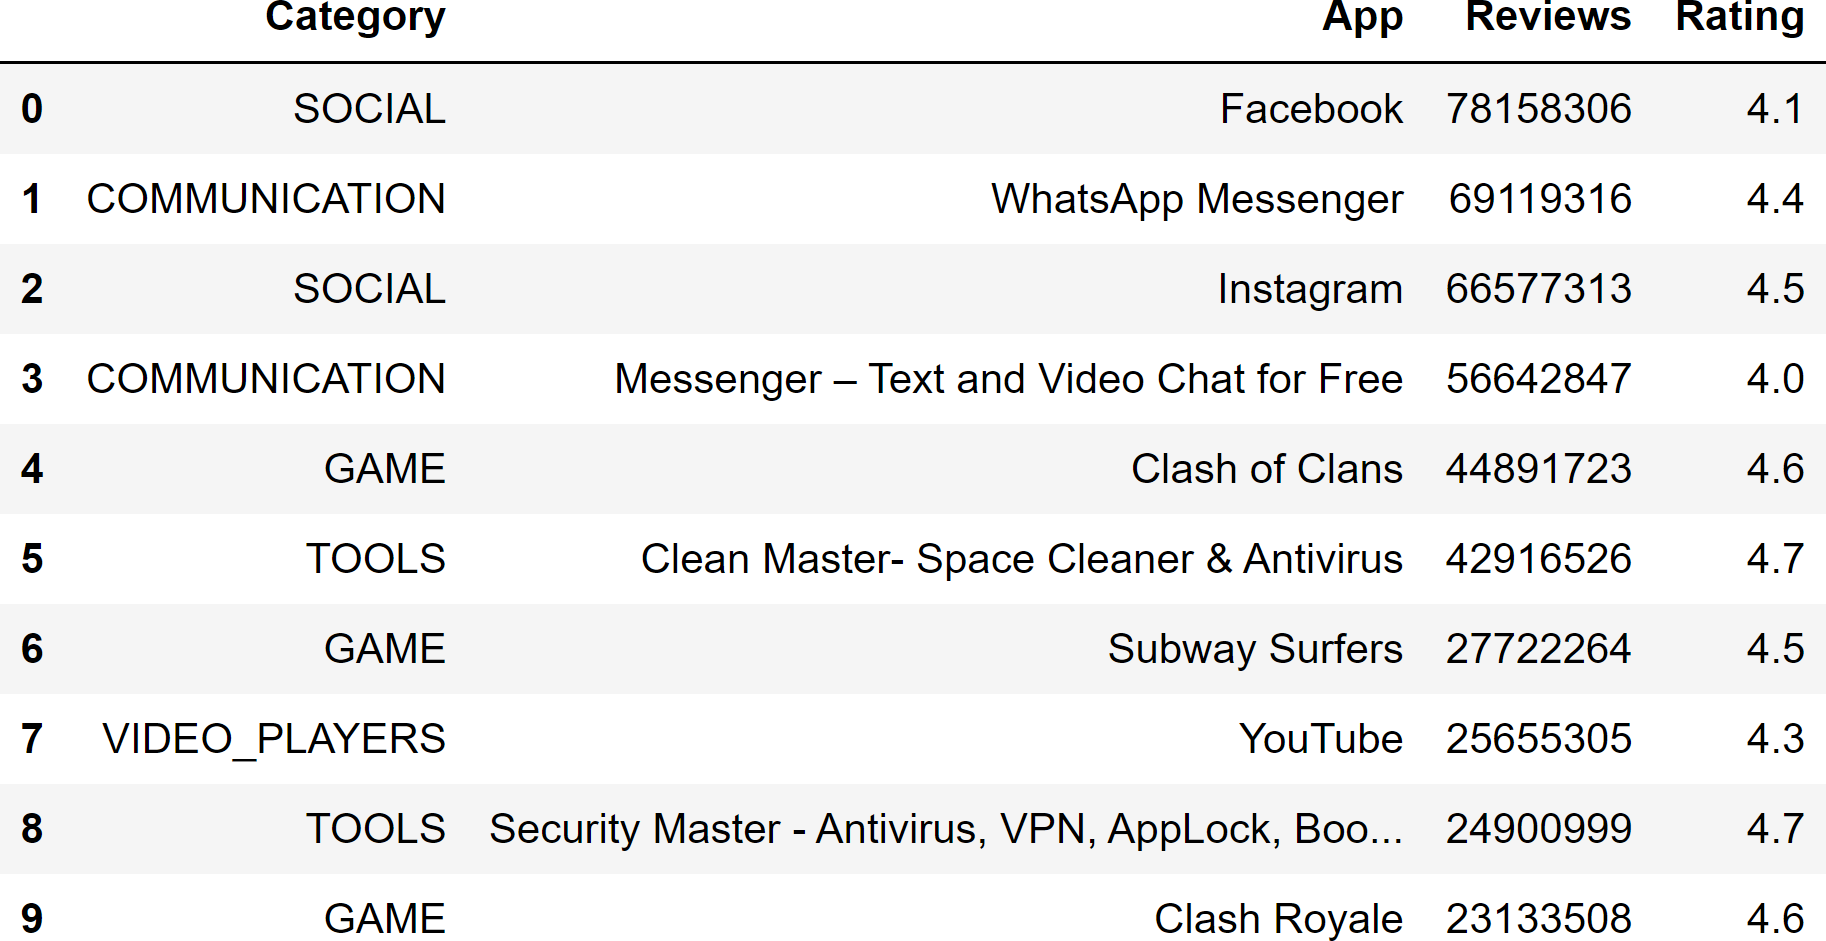 Category App Reviews Rating
0 SOCIAL Facebook 78158306 4.1
1 COMMUNICATION WhatsApp Messenger 69119316 4.4
2 SOCIAL Instagram 66577313 4.5
3 COMMUNICATION Messenger – Text and Video Chat for Free 56642847 4.0
4 GAME Clash of Clans 44891723 4.6
5 TOOLS Clean Master- Space Cleaner & Antivirus 42916526 4.7
6 GAME Subway Surfers 27722264 4.5
7 VIDEO_PLAYERS YouTube 25655305 4.3
8 TOOLS Security Master - Antivirus, VPN, AppLock, Boo... 24900999 4.7
9 GAME Clash Royale 23133508 4.6